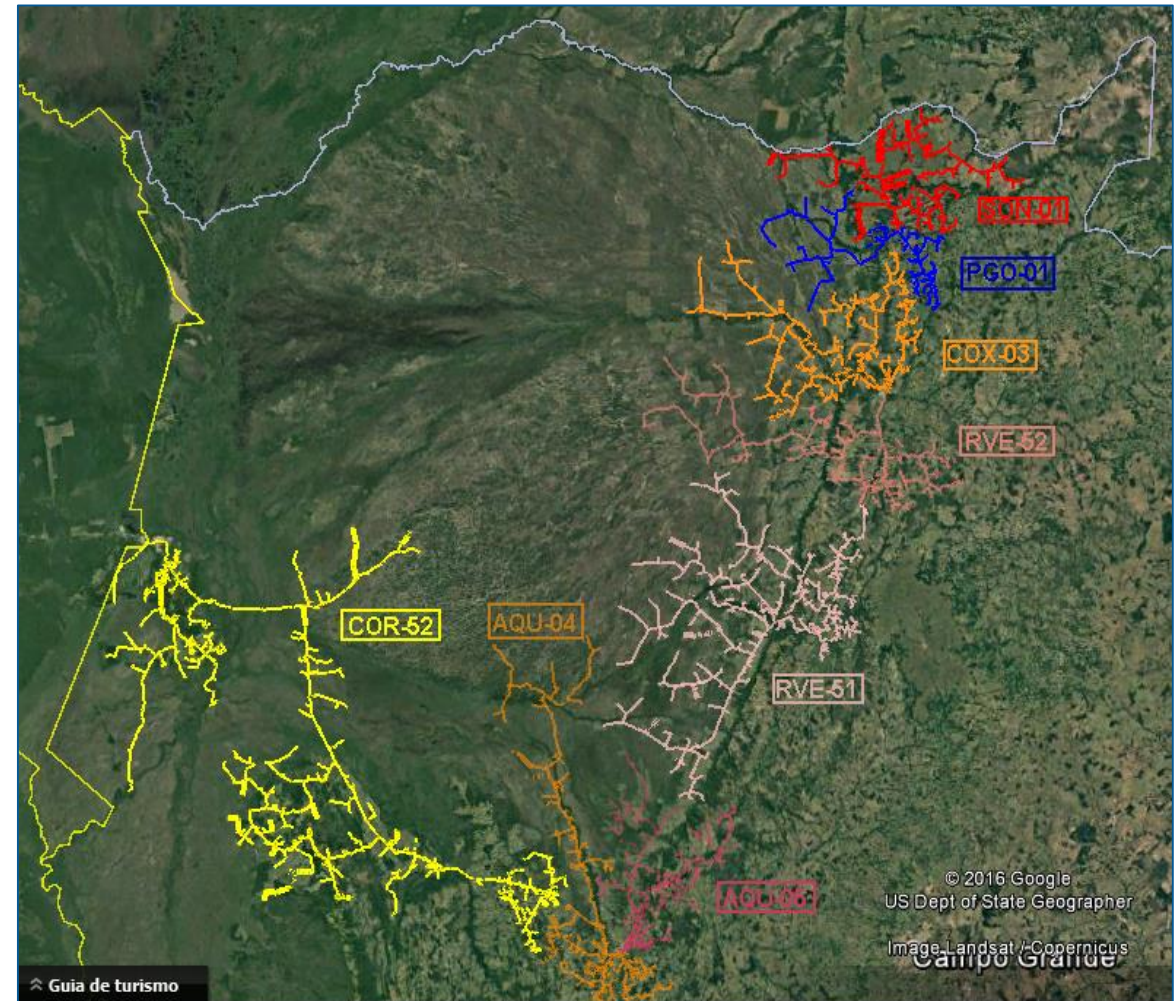 SON-01
PGO-01
COX-03
RVE-52
COR-52
AQU-04
RVE-51
AQU-05
© 2016 Google
US Dept of State Geographer
Image Landsat / Copernicus
Campo Grande
Guia de turismo